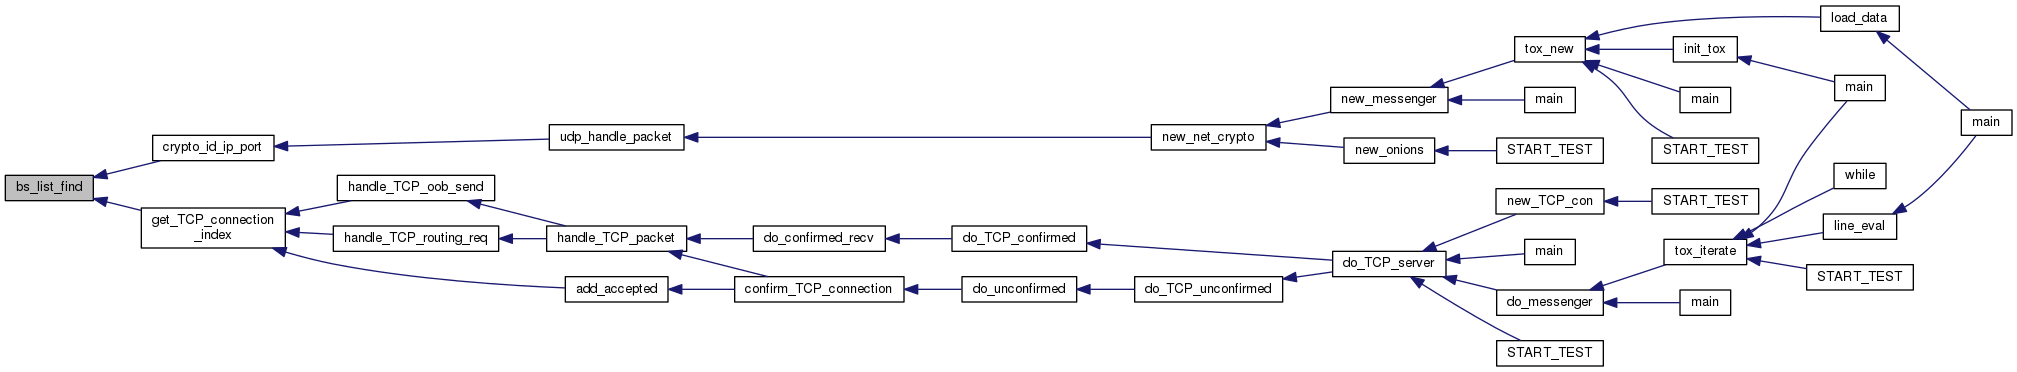 bs_list_find
crypto_id_ip_port
get_TCP_connection
_index
udp_handle_packet
handle_TCP_oob_send
handle_TCP_routing_req
add_accepted
handle_TCP_packet
confirm_TCP_connection
do_confirmed_recv
do_unconfirmed
do_TCP_confirmed
do_TCP_unconfirmed
new_net_crypto
new_messenger
new_onions
do_TCP_server
tox_new
main
START_TEST
new_TCP_con
main
do_messenger
START_TEST
load_data
init_tox
main
START_TEST
START_TEST
tox_iterate
main
main
while
line_eval
START_TEST
main